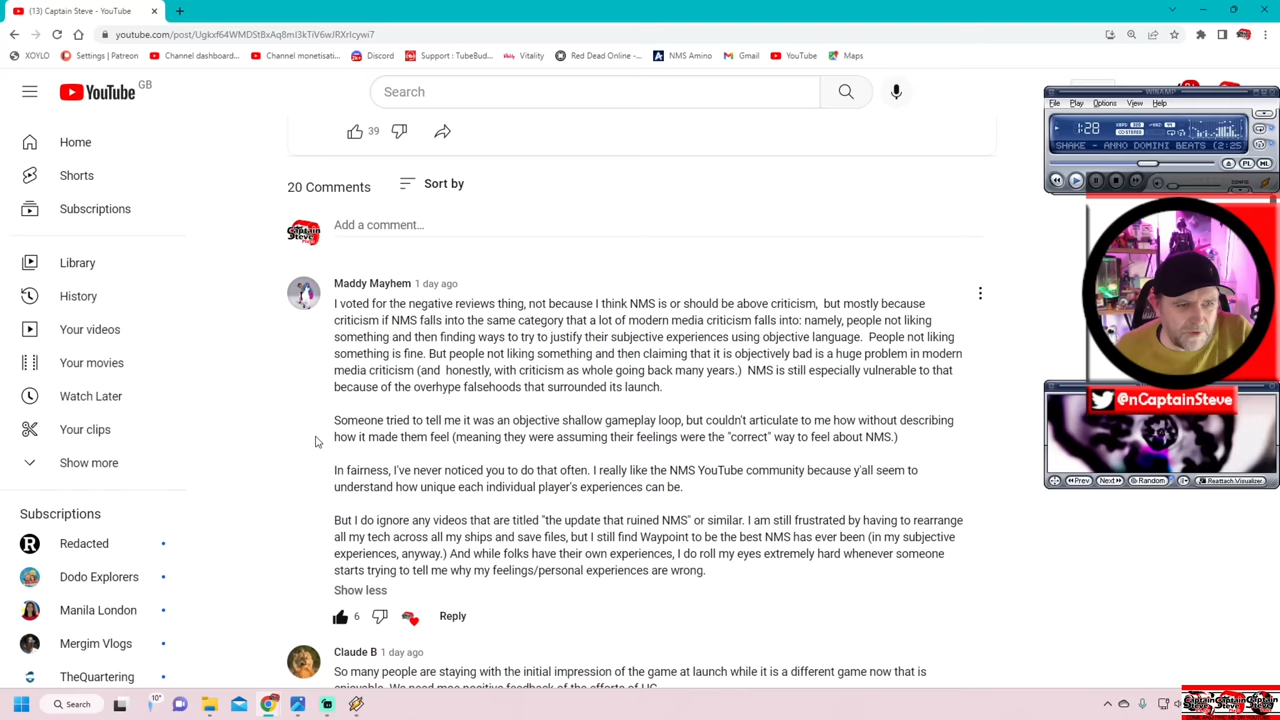 (13) Captain Steve - YouTube
youtube.com/post/Ugkxf64WMDStBxAq8mI3kTiV6wJRXrIcywi7
XOYLO
Settings | Patreon
Channel dashboard...
Channel monetisati...
Discord
Support : TubeBud...
Vitality
Red Dead Online -...
NMS Amino
Gmail
YouTube
Maps
YouTube GB
Search
Home
Shorts
Subscriptions
Library
History
Your videos
Your movies
Watch Later
Your clips
Show more
Subscriptions
Redacted
Dodo Explorers
Manila London
Mergim Vlogs
TheQuartering
39
20 Comments
Sort by
Add a comment...
Maddy Mayhem 1 day ago
I voted for the negative reviews thing, not because I think NMS is or should be above criticism, but mostly because
criticism if NMS falls into the same category that a lot of modern media criticism falls into: namely, people not liking
something and then finding ways to try to justify their subjective experiences using objective language. People not liking
something is fine. But people not liking something and then claiming that it is objectively bad is a huge problem in modern
media criticism (and honestly, with criticism as whole going back many years.) NMS is still especially vulnerable to that
because of the overhype falsehoods that surrounded its launch.
Someone tried to tell me it was an objective shallow gameplay loop, but couldn't articulate to me how without describing
how it made them feel (meaning they were assuming their feelings were the "correct" way to feel about NMS.)
In fairness, I've never noticed you to do that often. I really like the NMS YouTube community because y'all seem to
understand how unique each individual player's experiences can be.
But I do ignore any videos that are titled "the update that ruined NMS" or similar. I am still frustrated by having to rearrange
all my tech across all my ships and save files, but I still find Waypoint to be the best NMS has ever been (in my subjective
experiences, anyway.) And while folks have their own experiences, I do roll my eyes extremely hard whenever someone
starts trying to tell me why my feelings/personal experiences are wrong.
Show less
6
Reply
Claude B 1 day ago
So many people are staying with the initial impression of the game at launch while it is a different game now that is
WINAMP
File Play Options View Help
1:28
SHAKE - ANNO DOMINI BEATS (2:25
PL ML
@nCaptainSteve
Prev
Next
Random
Reattach Visualizer
Search
10°